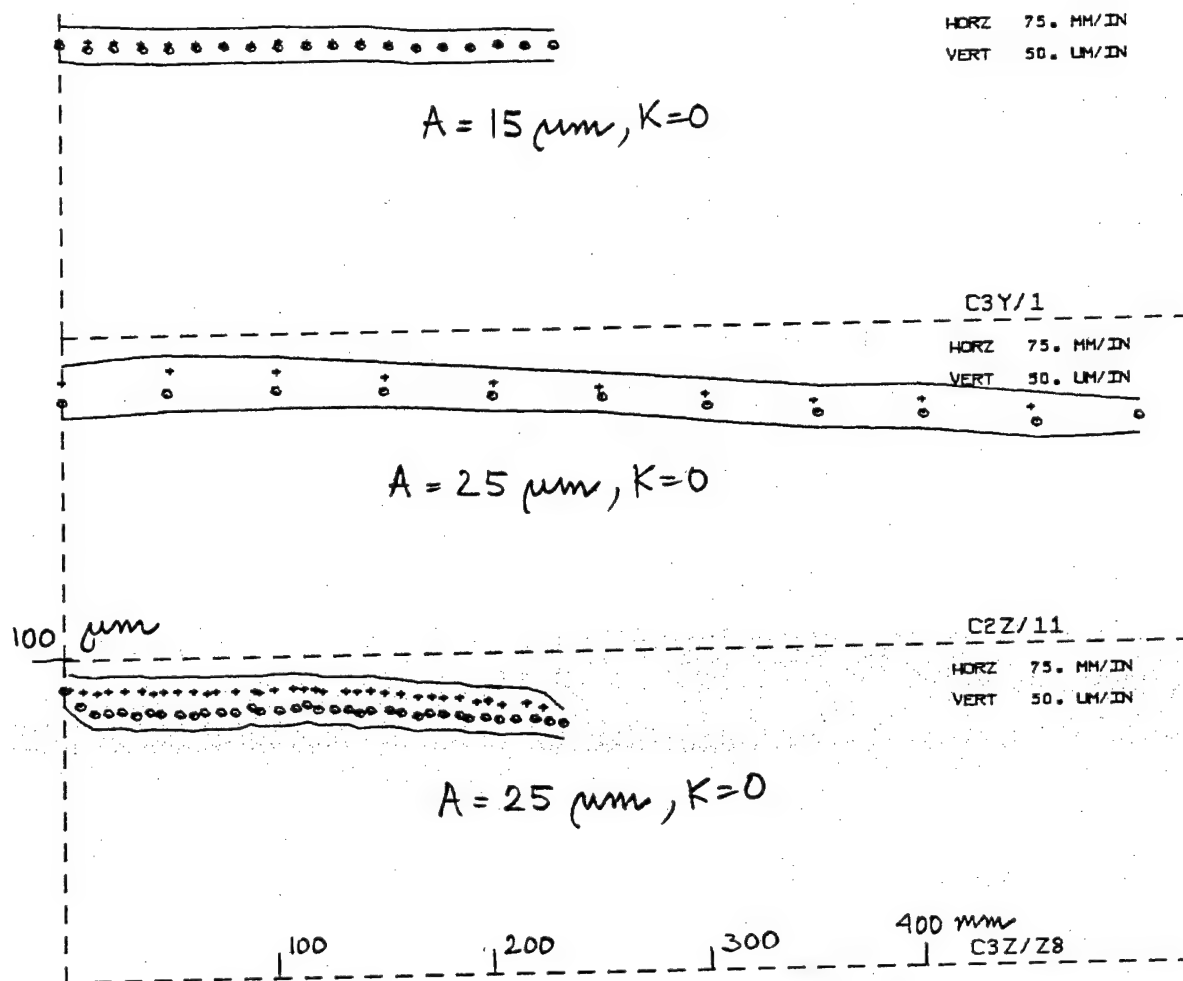 HORZ 75. MM/IN
VERT 50. UM/IN
A = 15 µm, K=0
C3Y/1
HORZ 75. MM/IN
VERT 50. UM/IN
A = 25 µm, K=0
100 µm
C2Z/11
HORZ 75. MM/IN
VERT 50. UM/IN
A = 25 µm, K=0
100 200 300 400 mm
C3Z/Z8